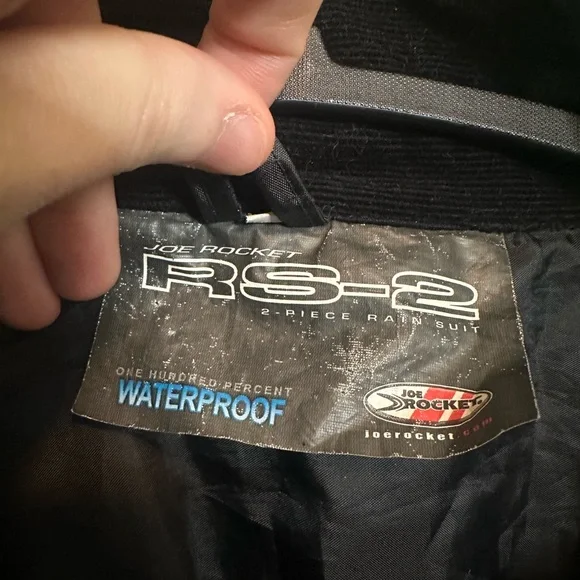 JOE ROCKET
RS-2
2-PIECE RAIN SUIT
ONE HUNDRED PERCENT
WATERPROOF
JOE
ROCKET
joerocket.com